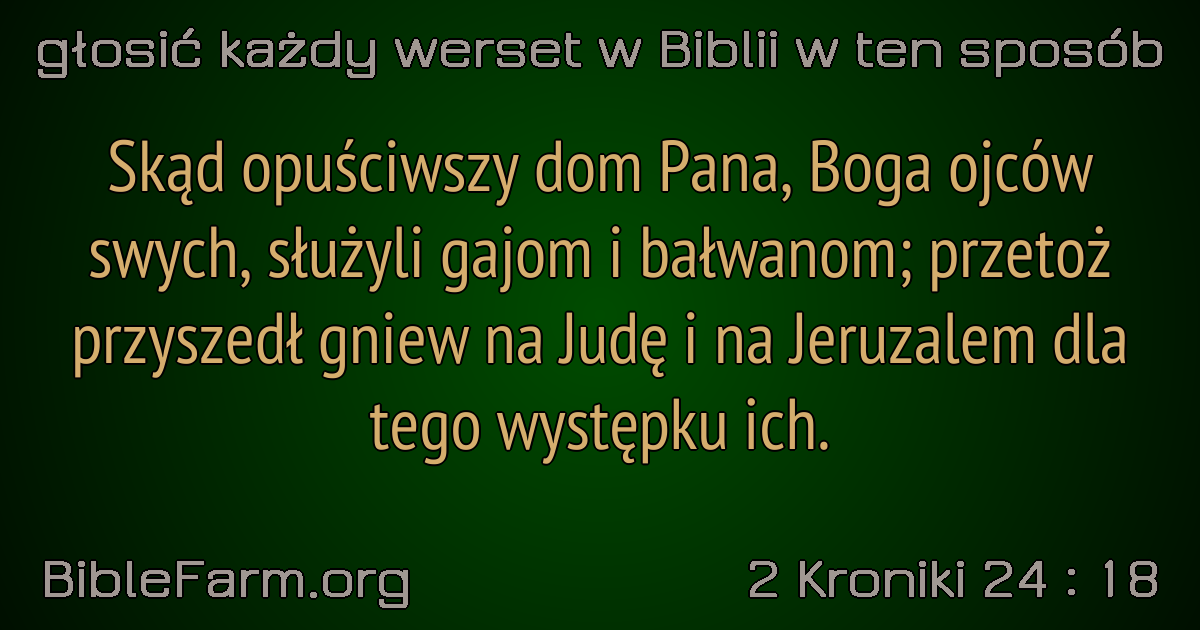 głosić każdy werset w Biblii w ten sposób
Skąd opuściwszy dom Pana, Boga ojców
swych, służyli gajom i bałwanom; przetoż
przyszedł gniew na Judę i na Jeruzalem dla
tego występku ich.
BibleFarm.org
2 Kroniki 24 : 18